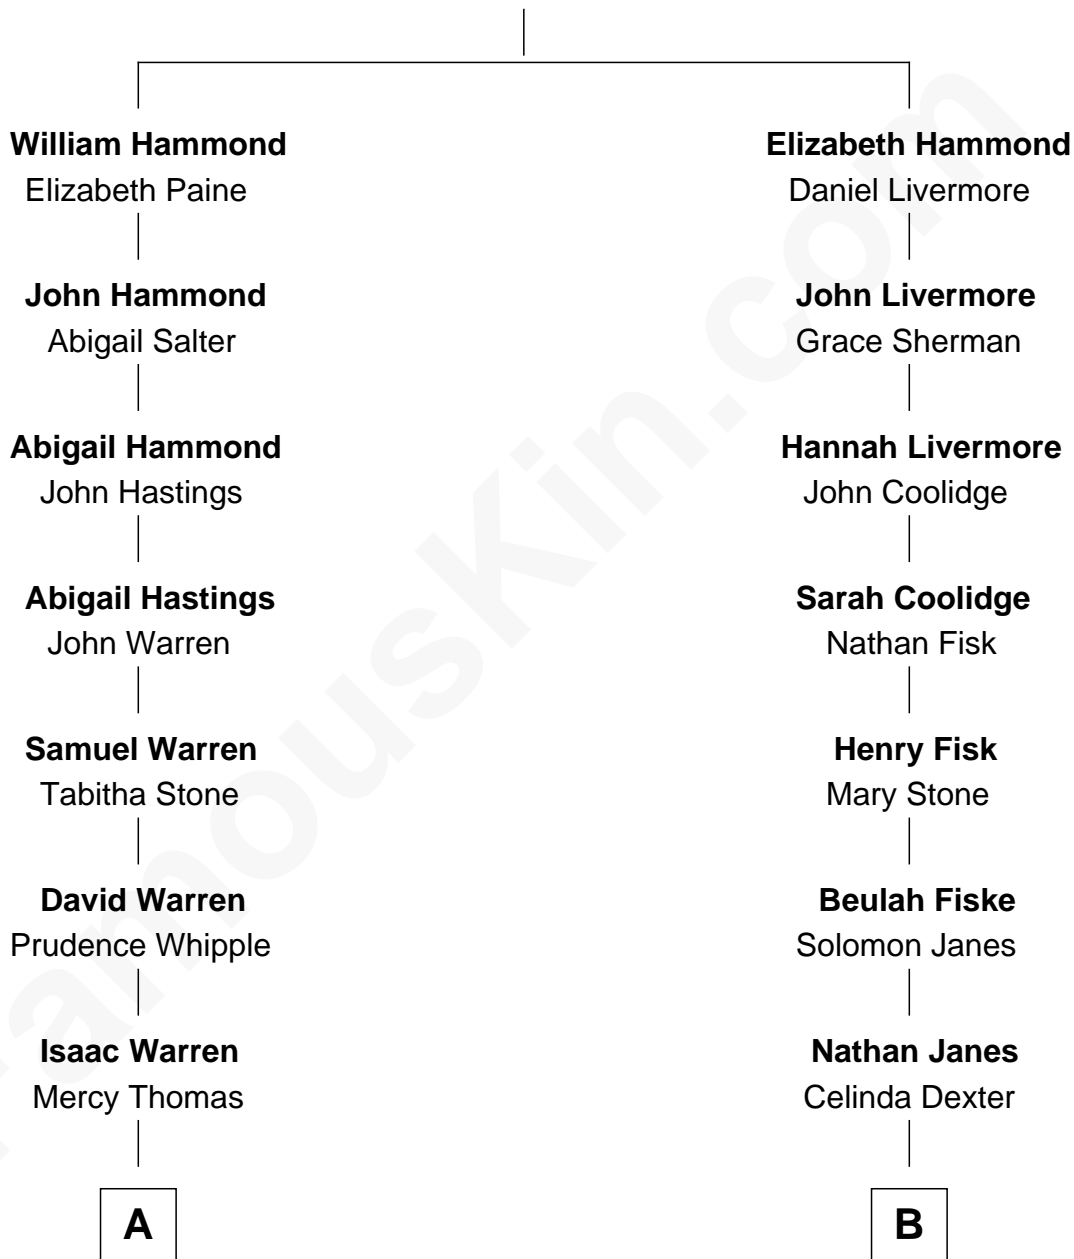 William Hammond
Elizabeth Paine
John Hammond
Abigail Salter
Abigail Hammond
John Hastings
Abigail Hastings
John Warren
Samuel Warren
Tabitha Stone
David Warren
Prudence Whipple
Isaac Warren
Mercy Thomas
A
Elizabeth Hammond
Daniel Livermore
John Livermore
Grace Sherman
Hannah Livermore
John Coolidge
Sarah Coolidge
Nathan Fisk
Henry Fisk
Mary Stone
Beulah Fiske
Solomon Janes
Nathan Janes
Celinda Dexter
B
FamousKin.com